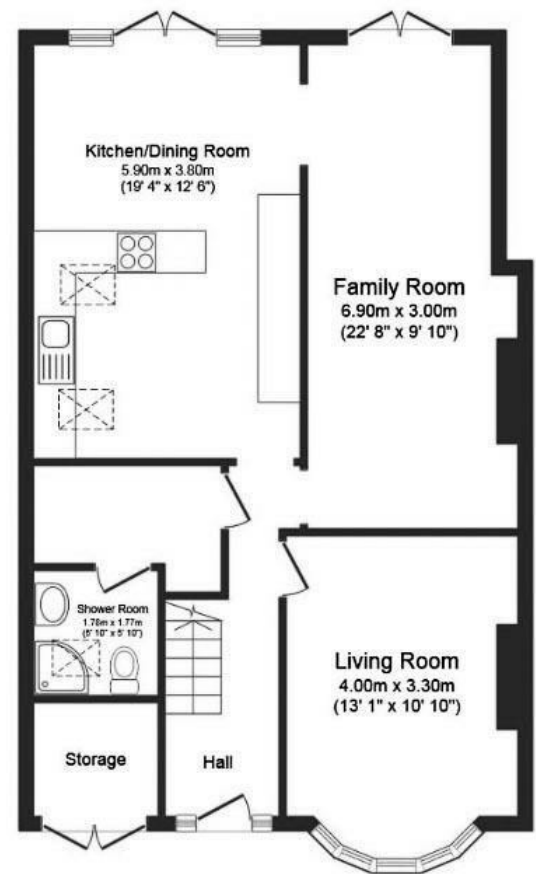 Kitchen/Dining Room
5.90m x 3.80m
(19' 4" x 12' 6")
Family Room
6.90m x 3.00m
(22' 8" x 9' 10")
Shower Room
1.78m x 1.77m
(5' 10" x 5' 10")
Living Room
4.00m x 3.30m
(13' 1" x 10' 10")
Storage
Hall